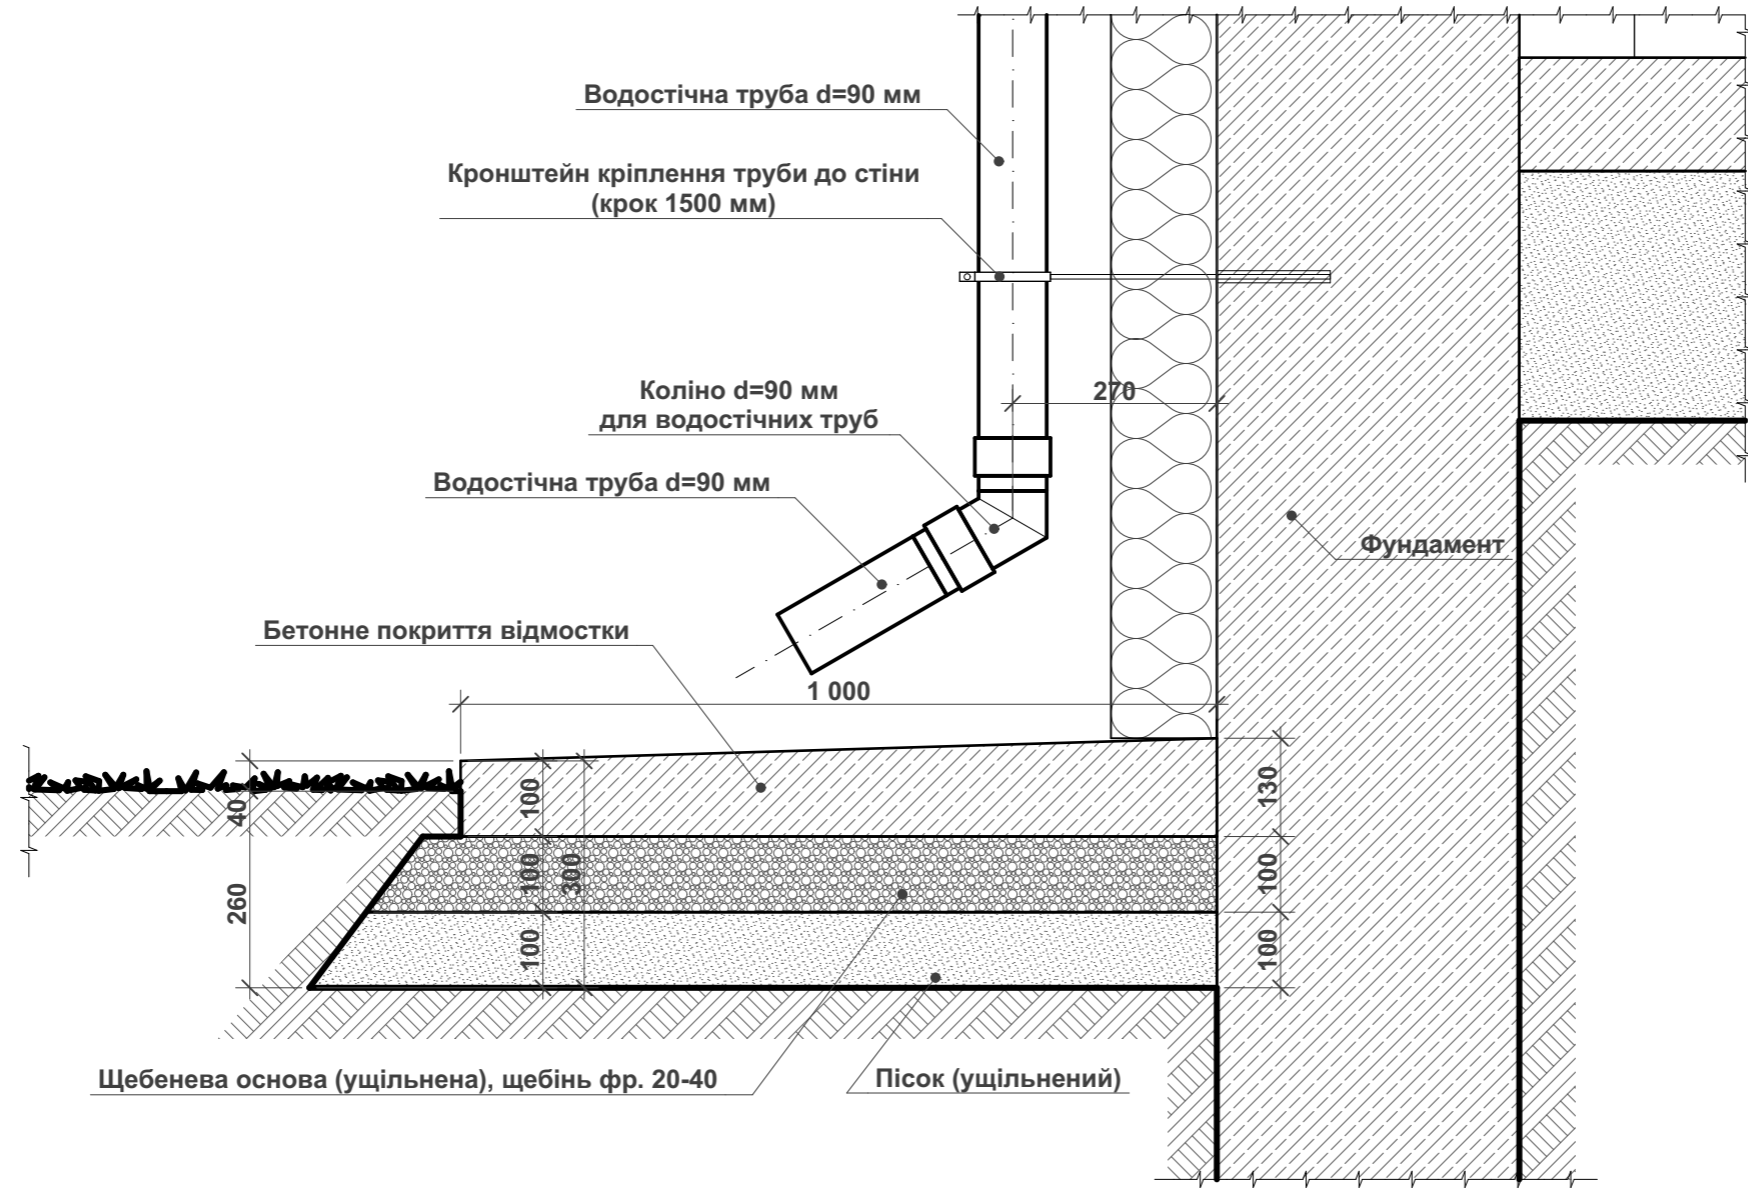 Водостічна труба d=90 мм
Кронштейн кріплення труби до стіни
(крок 1500 мм)
Коліно d=90 мм
для водостічних труб
270
Водостічна труба d=90 мм
Фундамент
Бетонне покриття відмостки
1 000
40
100
130
260
100
300
100
100
100
Щебенева основа (ущільнена), щебінь фр. 20-40
Пісок (ущільнений)